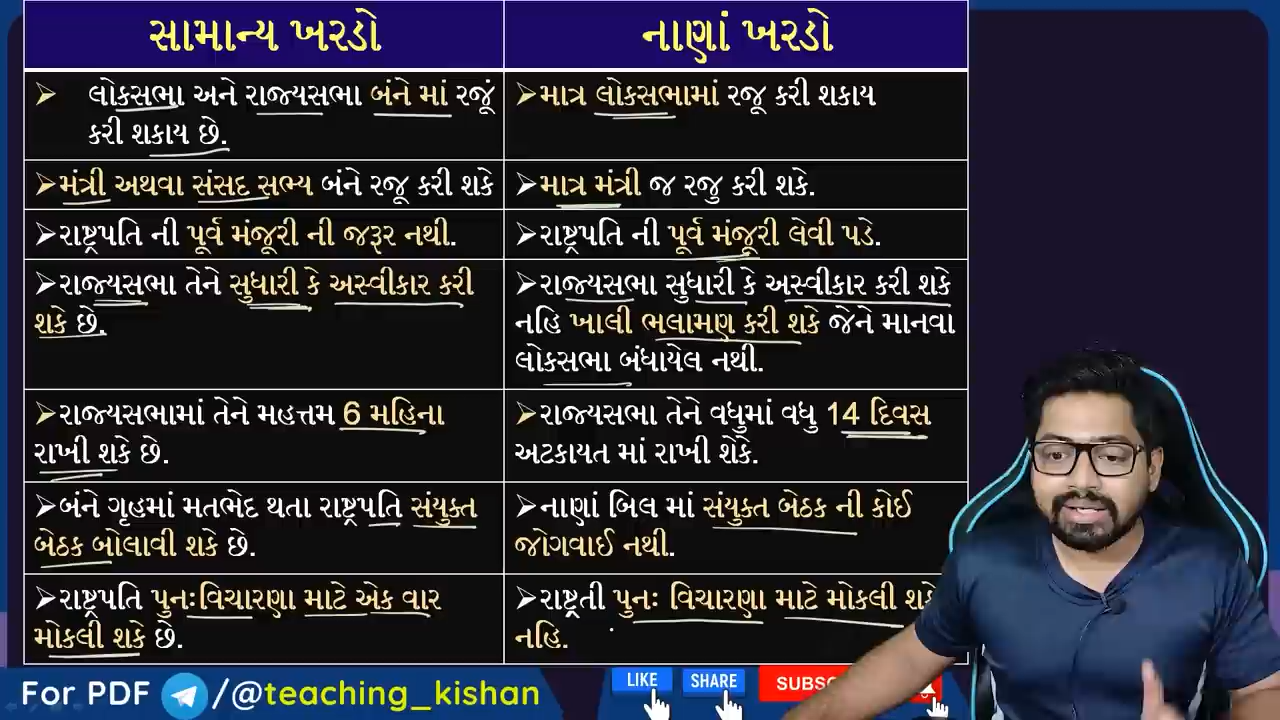 સામાન્ય ખરડો
નાણાં ખરડો
➢ લોકસભા અને રાજ્યસભા બંને માં રજૂં
કરી શકાય છે.
➢માત્ર લોકસભામાં રજૂ કરી શકાય
➢મંત્રી અથવા સંસદ સભ્ય બંને રજૂ કરી શકે
➢માત્ર મંત્રી જ રજુ કરી શકે.
➢રાષ્ટ્રપતિ ની પૂર્વ મંજૂરી ની જરૂર નથી.
➢રાષ્ટ્રપતિ ની પૂર્વ મંજૂરી લેવી પડે.
➢રાજ્યસભા તેને સુધારી કે અસ્વીકાર કરી
શકે છે.
➢રાજ્યસભા સુધારી કે અસ્વીકાર કરી શકે
નહિ ખાલી ભલામણ કરી શકે જેને માનવા
લોકસભા બંધાયેલ નથી.
➢રાજ્યસભામાં તેને મહત્તમ 6 મહિના
રાખી શકે છે.
➢રાજ્યસભા તેને વધુમાં વધુ 14 દિવસ
અટકાયત માં રાખી શેકે.
➢બંને ગૃહમાં મતભેદ થતા રાષ્ટ્રપતિ સંયુક્ત
બેઠક બોલાવી શકે છે.
➢નાણાં બિલ માં સંયુક્ત બેઠક ની કોઈ
જોગવાઈ નથી.
➢રાષ્ટ્રપતિ પુનઃવિચારણા માટે એક વાર
મોકલી શકે છે.
➢રાષ્ટ્રતી પુનઃ વિચારણા માટે મોકલી શકે
નહિ.
For PDF /@teaching_kishan
LIKE
SHARE